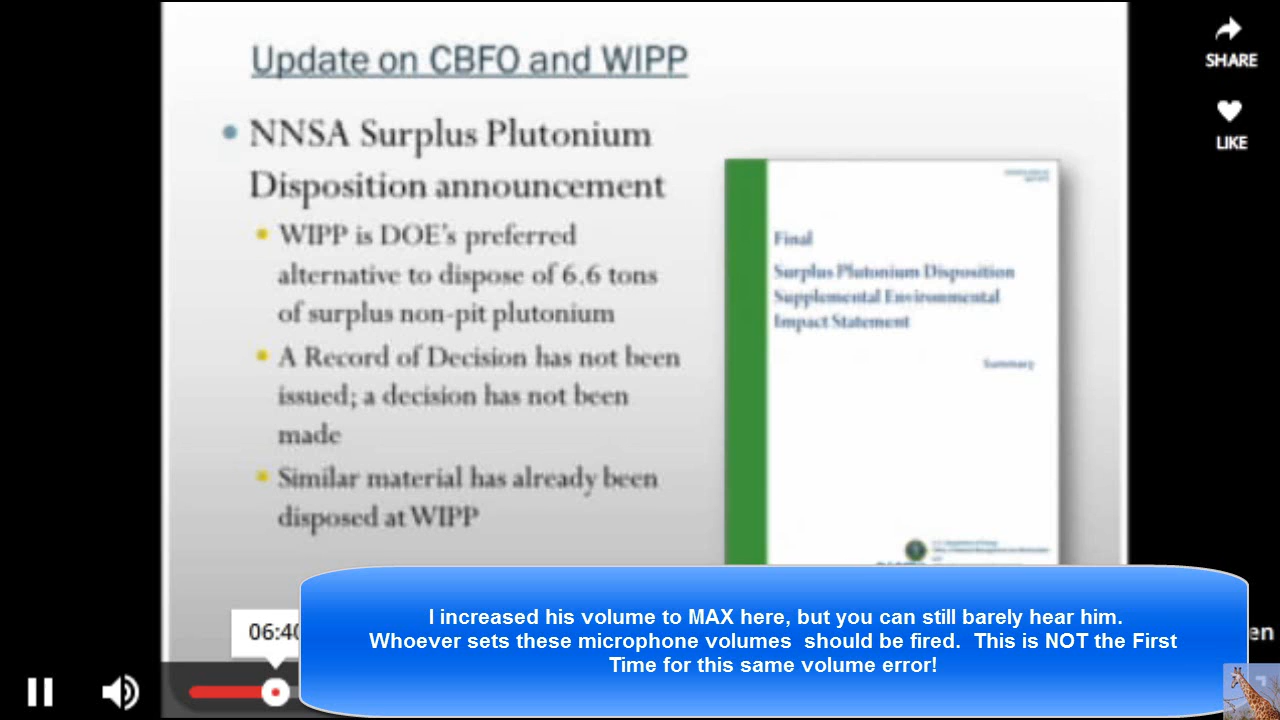 Update on CBFO and WIPP
SHARE
LIKE
• NNSA Surplus Plutonium
Disposition announcement
• WIPP is DOE's preferred
alternative to dispose of 6.6 tons
of surplus non-pit plutonium
• A Record of Decision has not been
issued; a decision has not been
made
• Similar material has already been
disposed at WIPP
Final
Surplus Plutonium Disposition
Supplemental Environmental
Impact Statement
Summary
06:40
I increased his volume to MAX here, but you can still barely hear him.
Whoever sets these microphone volumes  should be fired.  This is NOT the First
Time for this same volume error!
en